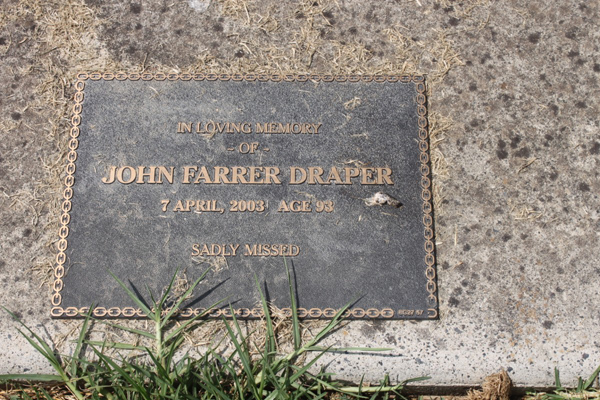 IN LOVING MEMORY
- OF -
JOHN FARRER DRAPER
7 APRIL, 2003 AGE 93
SADLY MISSED